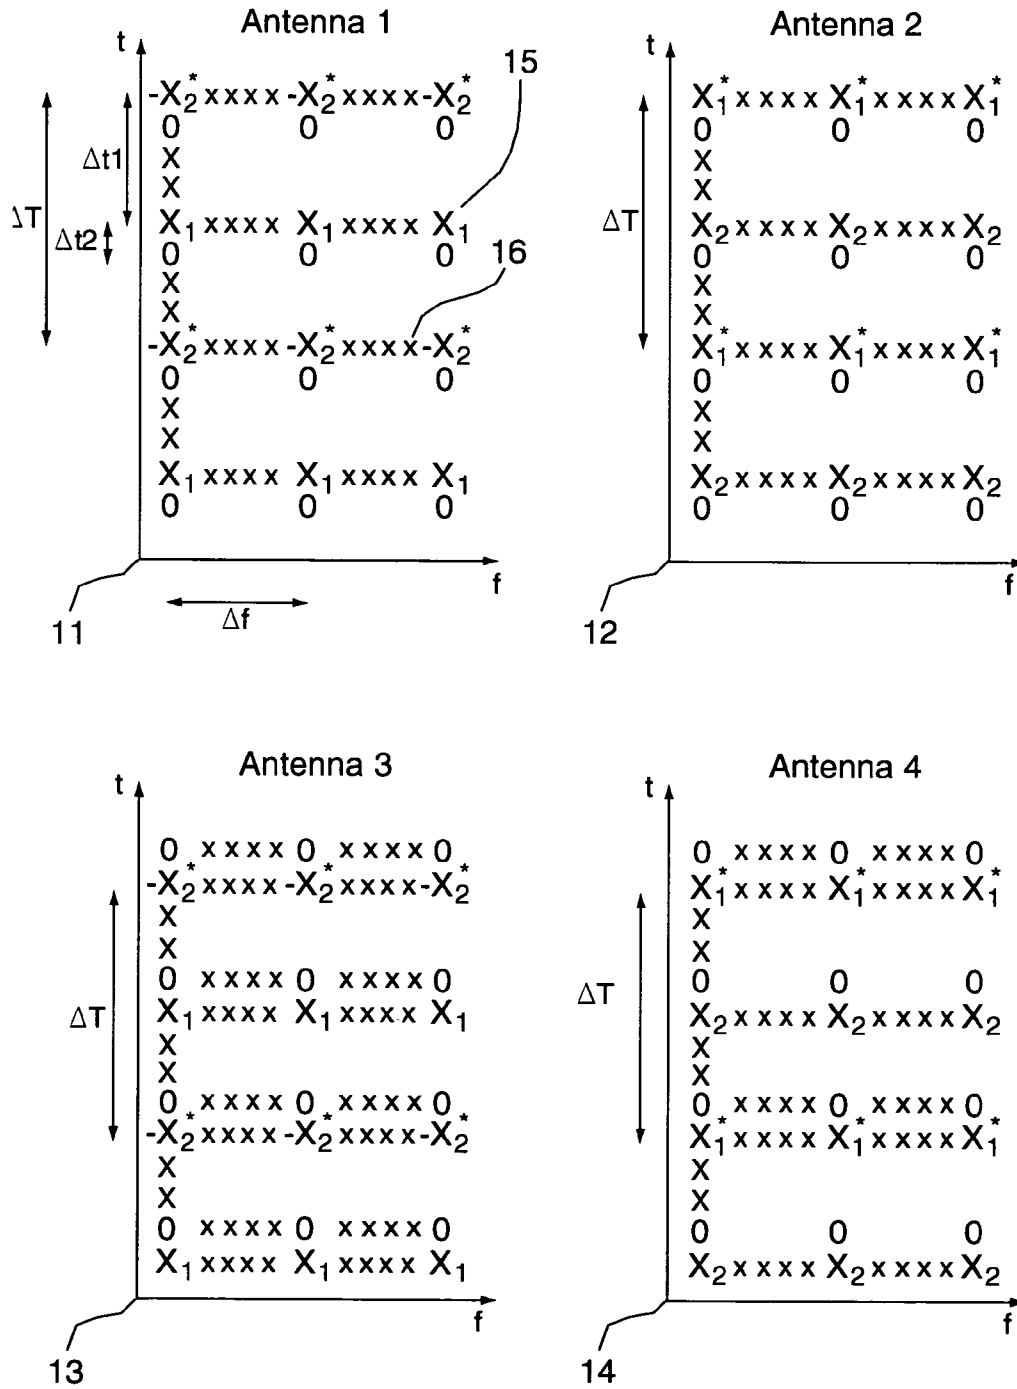 Antenna 1
t
15
-X₂* x x x x -X₂* x x x x -X₂*
0 0 0
x
Δt1
x
ΔT
X₁ x x x x X₁ x x x x X₁
Δt2
0 0 0
16
x
x
-X₂* x x x x -X₂* x x x x -X₂*
0 0 0
x
x
X₁ x x x x X₁ x x x x X₁
0 0 0
f
Δf
11
Antenna 2
t
X₁* x x x x X₁* x x x x X₁*
0 0 0
x
x
ΔT
X₂ x x x x X₂ x x x x X₂
0 0 0
x
x
X₁* x x x x X₁* x x x x X₁*
0 0 0
x
x
X₂ x x x x X₂ x x x x X₂
0 0 0
f
12
Antenna 3
t
0 x x x x 0 x x x x 0
-X₂* x x x x -X₂* x x x x -X₂*
x
x
0 x x x x 0 x x x x 0
ΔT
X₁ x x x x X₁ x x x x X₁
x
x
0 x x x x 0 x x x x 0
-X₂* x x x x -X₂* x x x x -X₂*
x
x
0 x x x x 0 x x x x 0
X₁ x x x x X₁ x x x x X₁
f
13
Antenna 4
t
0 x x x x 0 x x x x 0
X₁* x x x x X₁* x x x x X₁*
x
x
0 0 0
ΔT
X₂ x x x x X₂ x x x x X₂
x
x
0 x x x x 0 x x x x 0
X₁* x x x x X₁* x x x x X₁*
x
x
0 0 0
X₂ x x x x X₂ x x x x X₂
f
14